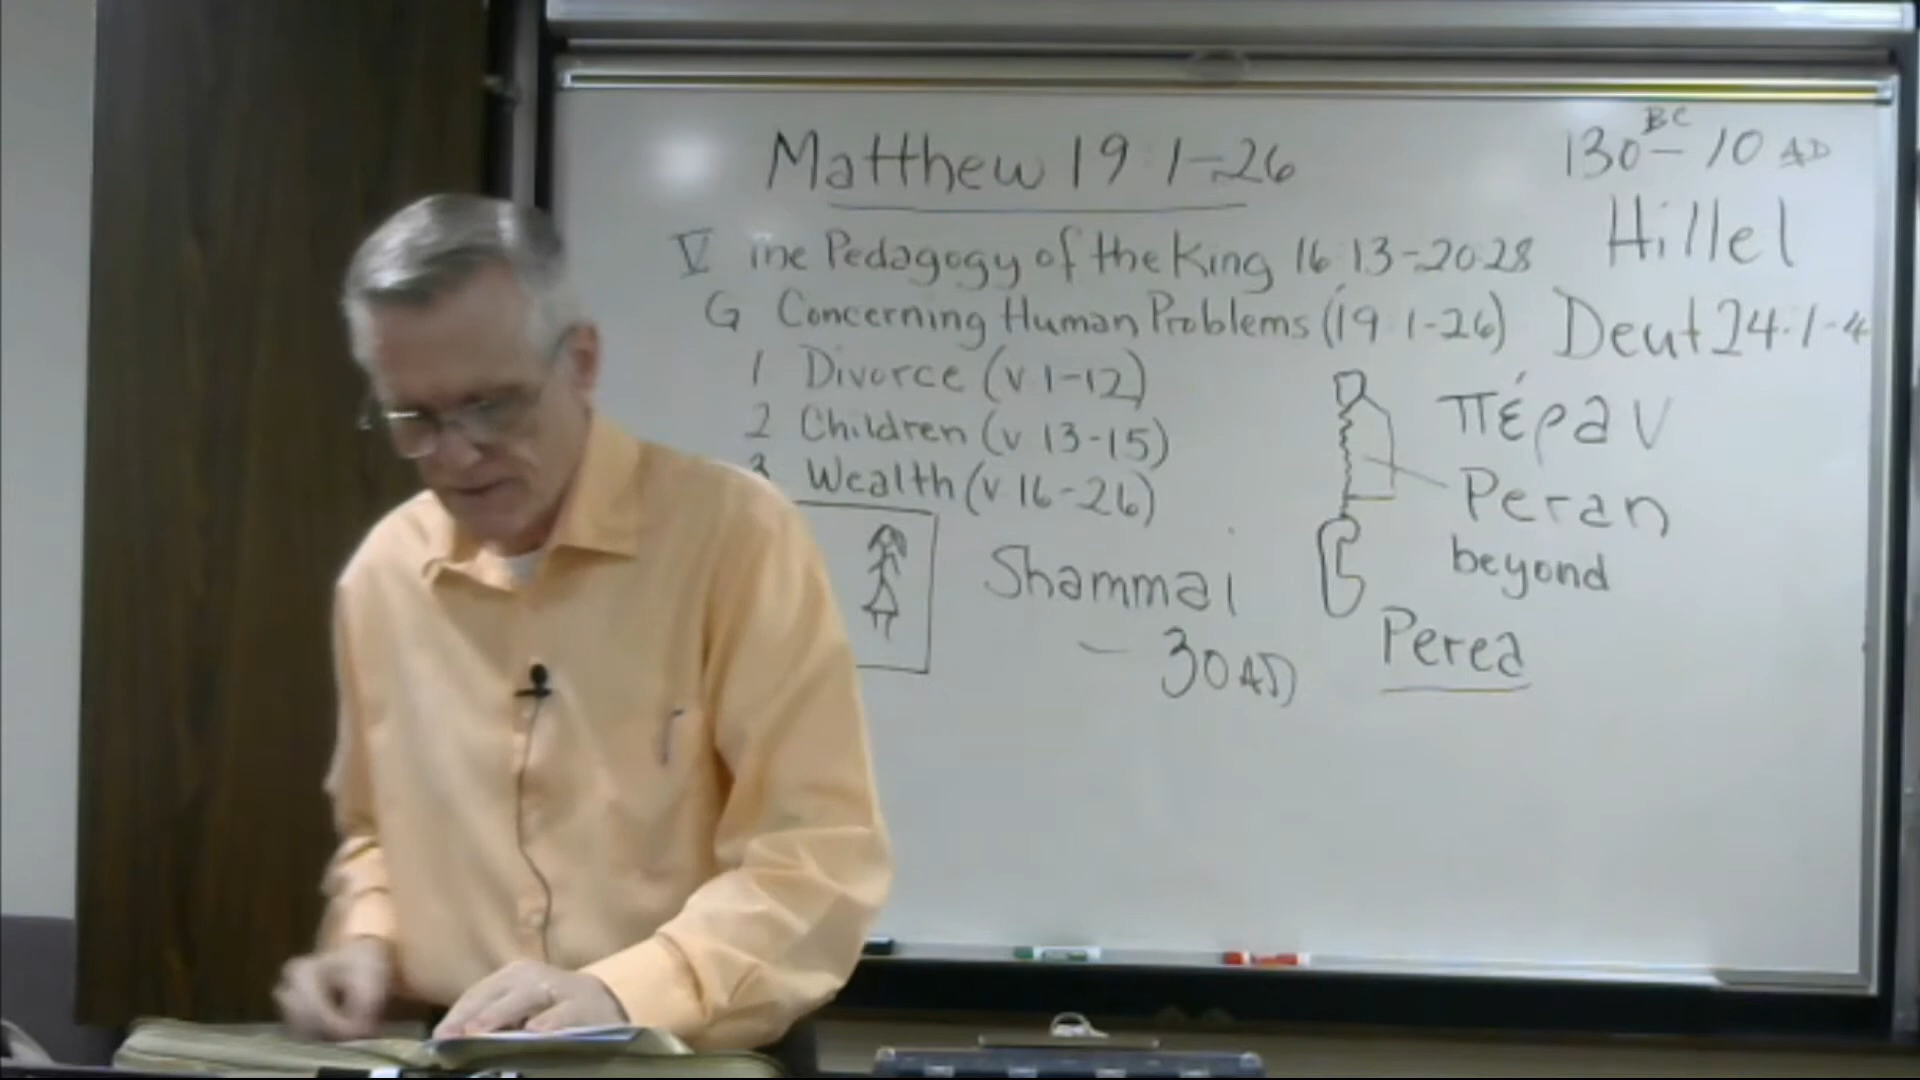 Matthew 19:1-26
V The Pedagogy of the King 16:13-20:28
G Concerning Human Problems (19:1-26)
1 Divorce (v 1-12)
2 Children (v 13-15)
3 Wealth (v 16-26)
Shammai
- 30 AD
130 BC - 10 AD
Hillel
Deut 24:1-4
πέραν
Peran
beyond
Perea